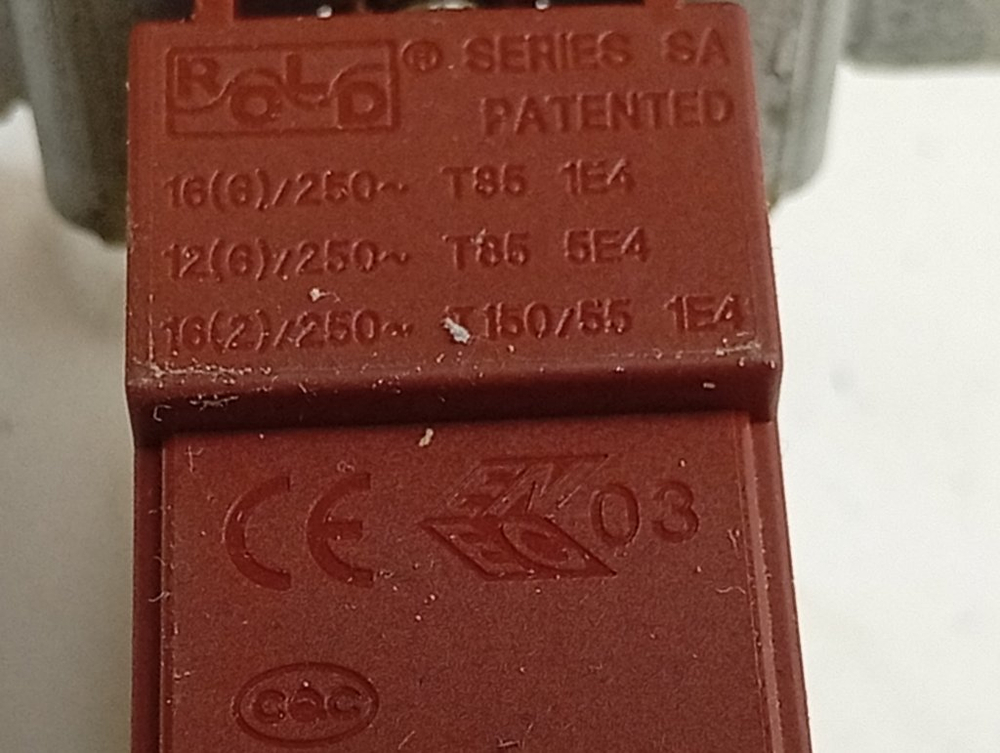 ROLD® SERIES SA
PATENTED
16(6)/250~ T85 1E4
12(6)/250~ T85 5E4
16(2)/250~ T150/55 1E4
CE 03